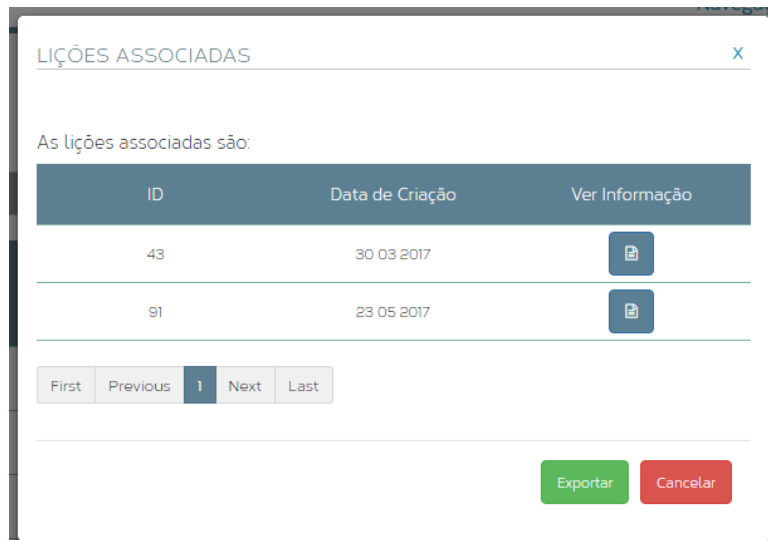 LIÇÕES ASSOCIADAS X
As lições associadas são:
ID Data de Criação Ver Informação
43 30 03 2017
91 23 05 2017
First Previous 1 Next Last
Exportar Cancelar